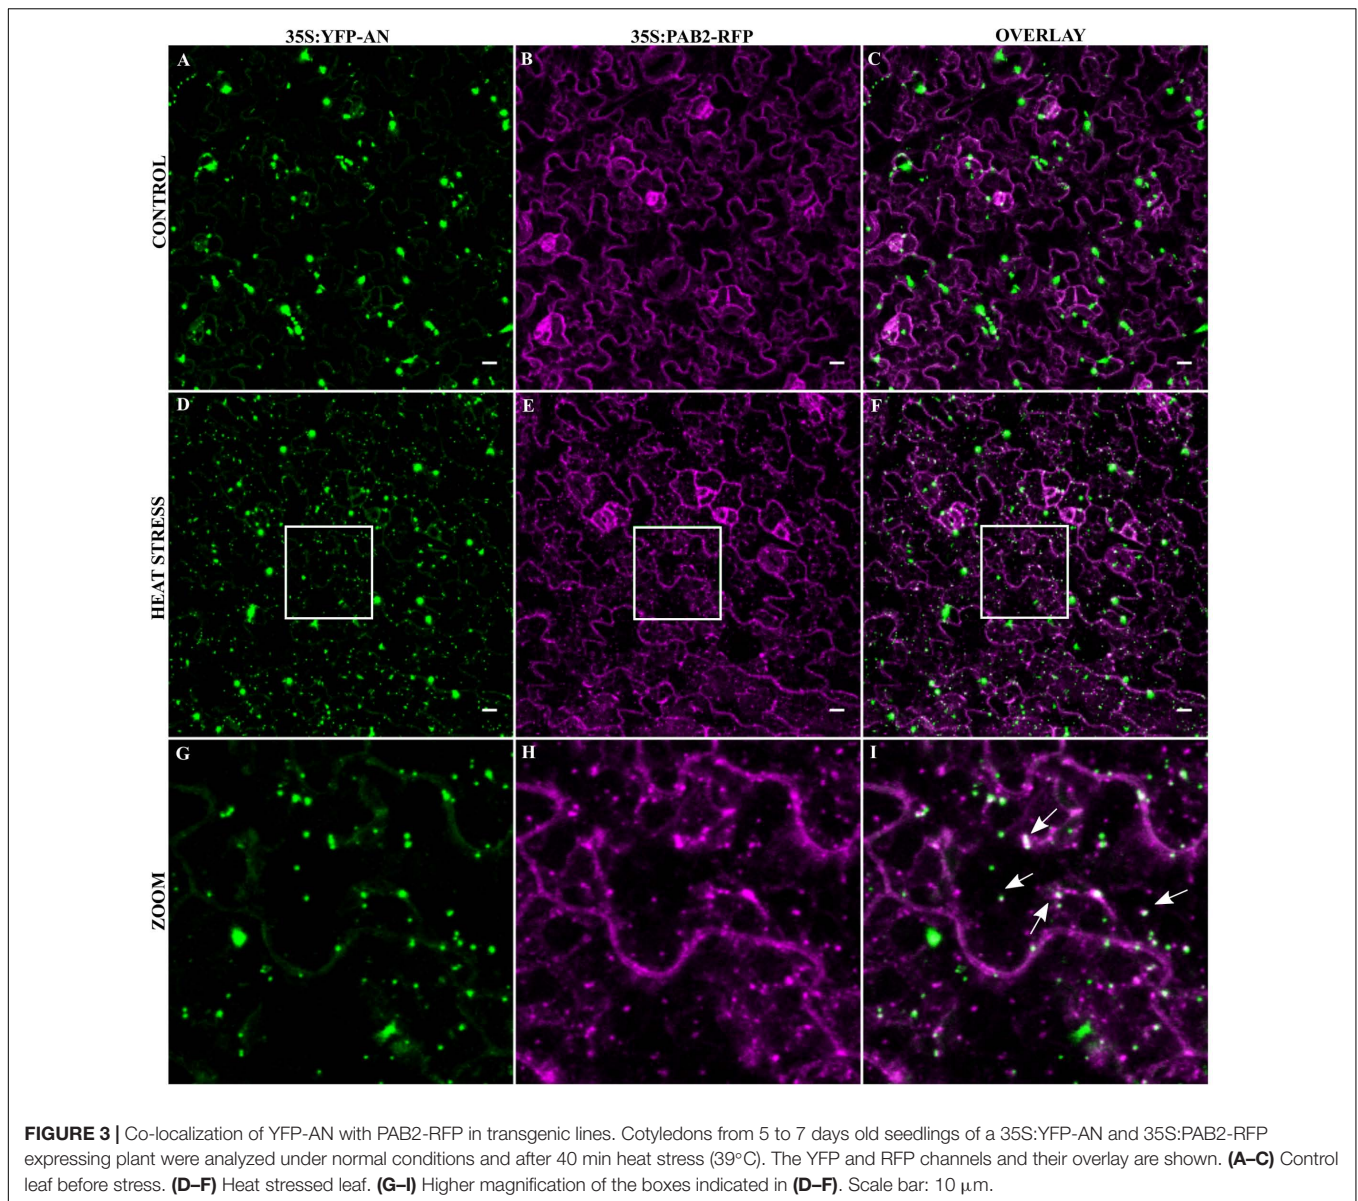 35S:YFP-AN 35S:PAB2-RFP OVERLAY
A B C
CONTROL
D E F
HEAT STRESS
G H I
ZOOM
FIGURE 3 | Co-localization of YFP-AN with PAB2-RFP in transgenic lines. Cotyledons from 5 to 7 days old seedlings of a 35S:YFP-AN and 35S:PAB2-RFP
expressing plant were analyzed under normal conditions and after 40 min heat stress (39°C). The YFP and RFP channels and their overlay are shown. (A–C) Control
leaf before stress. (D–F) Heat stressed leaf. (G–I) Higher magnification of the boxes indicated in (D–F). Scale bar: 10 μm.